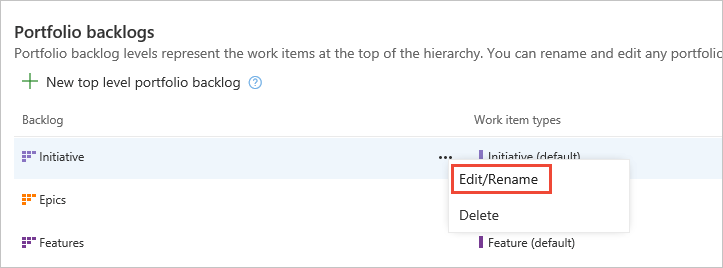 Portfolio backlogs
Portfolio backlog levels represent the work items at the top of the hierarchy. You can rename and edit any portfolio
New top level portfolio backlog ?
Backlog Work item types
Initiative ... Initiative (default)
Edit/Rename
Epics
Delete
Features Feature (default)